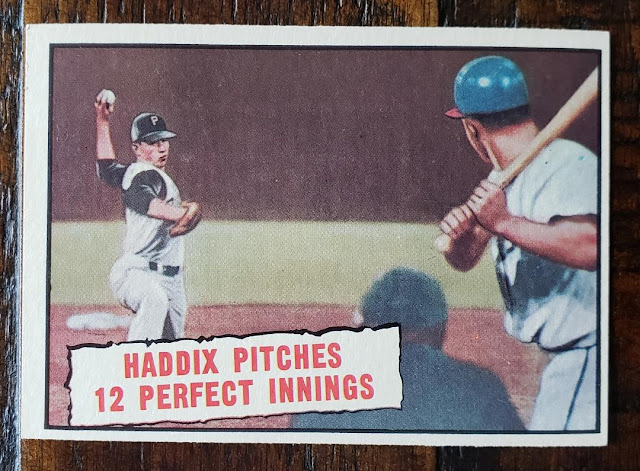 P
HADDIX PITCHES
12 PERFECT INNINGS